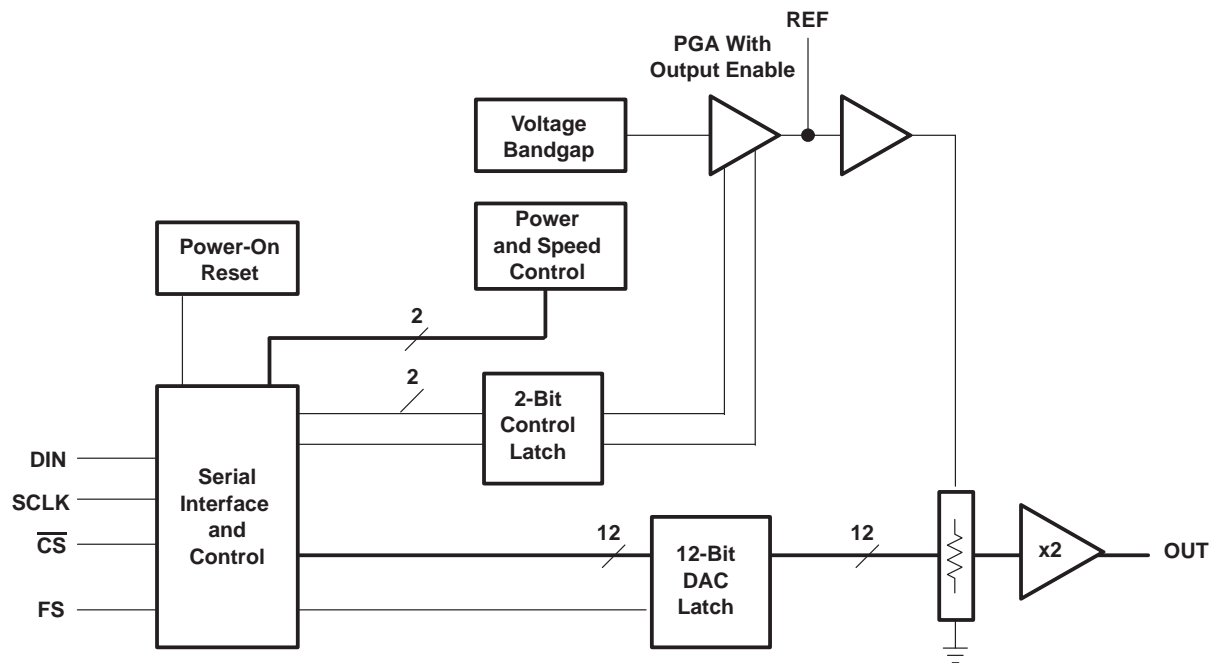 REF
PGA With
Output Enable
Voltage
Bandgap
Power
and Speed
Control
Power-On
Reset
2
2
2-Bit
Control
Latch
DIN
SCLK
CS
FS
Serial
Interface
and
Control
12
12-Bit
DAC
Latch
12
x2
OUT